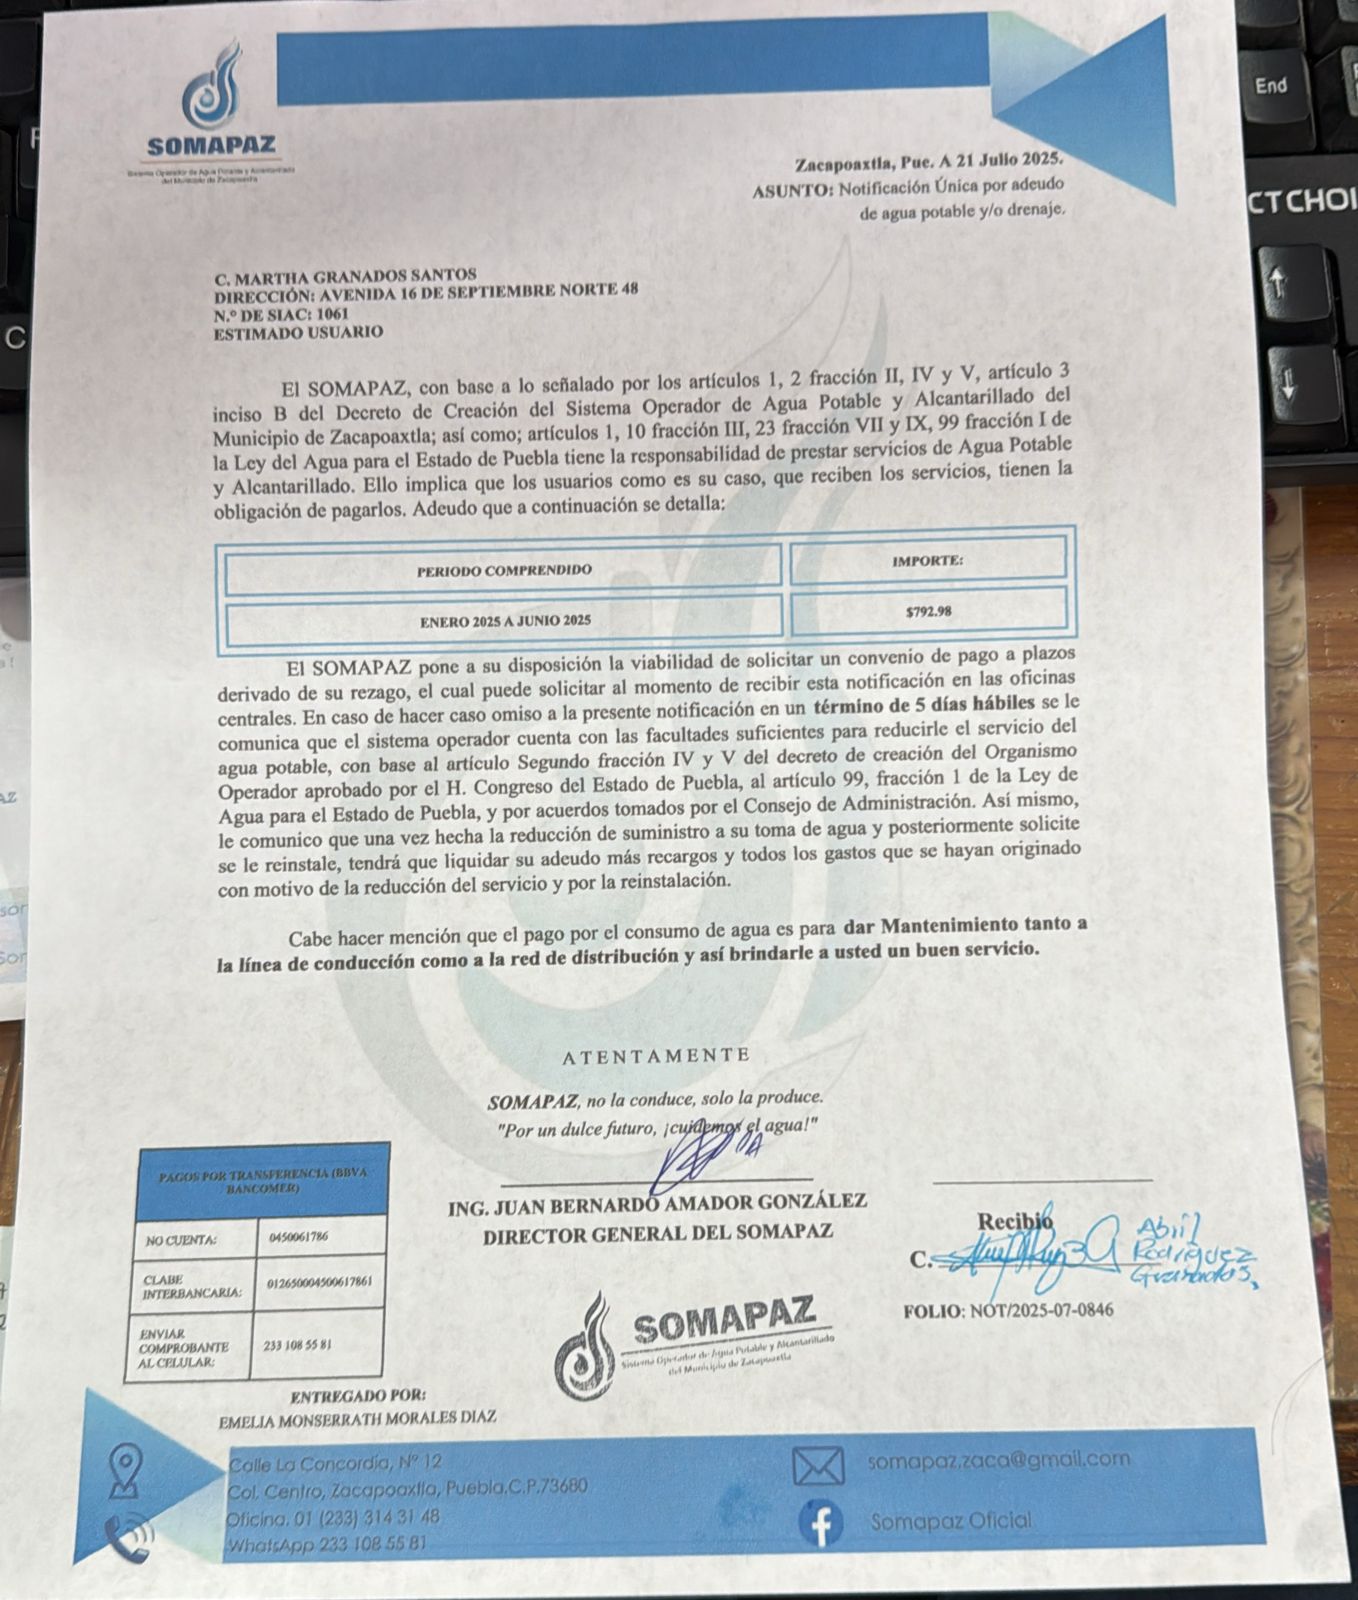 SOMAPAZ
Sistema Operador de Agua Potable y Alcantarillado
del Municipio de Zacapoaxtla
Zacapoaxtla, Pue. A 21 Julio 2025.
ASUNTO: Notificación Única por adeudo
de agua potable y/o drenaje.
C. MARTHA GRANADOS SANTOS
DIRECCIÓN: AVENIDA 16 DE SEPTIEMBRE NORTE 48
N.º DE SIAC: 1061
ESTIMADO USUARIO
El SOMAPAZ, con base a lo señalado por los artículos 1, 2 fracción II, IV y V, artículo 3
inciso B del Decreto de Creación del Sistema Operador de Agua Potable y Alcantarillado del
Municipio de Zacapoaxtla; así como; artículos 1, 10 fracción III, 23 fracción VII y IX, 99 fracción I de
la Ley del Agua para el Estado de Puebla tiene la responsabilidad de prestar servicios de Agua Potable
y Alcantarillado. Ello implica que los usuarios como es su caso, que reciben los servicios, tienen la
obligación de pagarlos. Adeudo que a continuación se detalla:
PERIODO COMPRENDIDO
IMPORTE:
ENERO 2025 A JUNIO 2025
$792.98
El SOMAPAZ pone a su disposición la viabilidad de solicitar un convenio de pago a plazos
derivado de su rezago, el cual puede solicitar al momento de recibir esta notificación en las oficinas
centrales. En caso de hacer caso omiso a la presente notificación en un término de 5 días hábiles se le
comunica que el sistema operador cuenta con las facultades suficientes para reducirle el servicio del
agua potable, con base al artículo Segundo fracción IV y V del decreto de creación del Organismo
Operador aprobado por el H. Congreso del Estado de Puebla, al artículo 99, fracción 1 de la Ley de
Agua para el Estado de Puebla, y por acuerdos tomados por el Consejo de Administración. Así mismo,
le comunico que una vez hecha la reducción de suministro a su toma de agua y posteriormente solicite
se le reinstale, tendrá que liquidar su adeudo más recargos y todos los gastos que se hayan originado
con motivo de la reducción del servicio y por la reinstalación.
Cabe hacer mención que el pago por el consumo de agua es para dar Mantenimiento tanto a
la línea de conducción como a la red de distribución y así brindarle a usted un buen servicio.
ATENTAMENTE
SOMAPAZ, no la conduce, solo la produce.
"Por un dulce futuro, ¡cuidemos el agua!"
ING. JUAN BERNARDO AMADOR GONZÁLEZ
DIRECTOR GENERAL DEL SOMAPAZ
Recibió
C.
Abril
Rodríguez
Granados.
FOLIO: NOT/2025-07-0846
PAGOS POR TRANSFERENCIA (BBVA
BANCOMER)
NO CUENTA:
0450061786
CLABE
INTERBANCARIA:
012650004500617861
ENVIAR
COMPROBANTE
AL CELULAR:
233 108 55 81
SOMAPAZ
Sistema Operador de Agua Potable y Alcantarillado
del Municipio de Zacapoaxtla
ENTREGADO POR:
EMELIA MONSERRATH MORALES DIAZ
Calle La Concordia, Nº 12
Col. Centro, Zacapoaxtla, Puebla.C.P.73680
Oficina. 01 (233) 314 31 48
WhatsApp 233 108 55 81
somapaz.zaca@gmail.com
Somapaz Oficial
End
CT CHOI
C